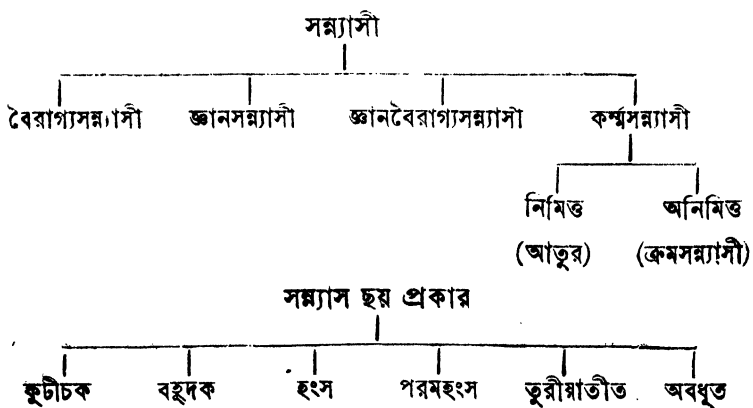 সন্ন্যাসী
বৈরাগ্যসন্ন্যাসী জ্ঞানসন্ন্যাসী জ্ঞানবৈরাগ্যসন্ন্যাসী কর্ম্মসন্ন্যাসী
নিমিত্ত অনিমিত্ত
(আতুর) (ক্রমসন্ন্যাসী)
সন্ন্যাস ছয় প্রকার
কুটীচক বহূদক হংস পরমহংস তুরীয়াতীত অবধূত